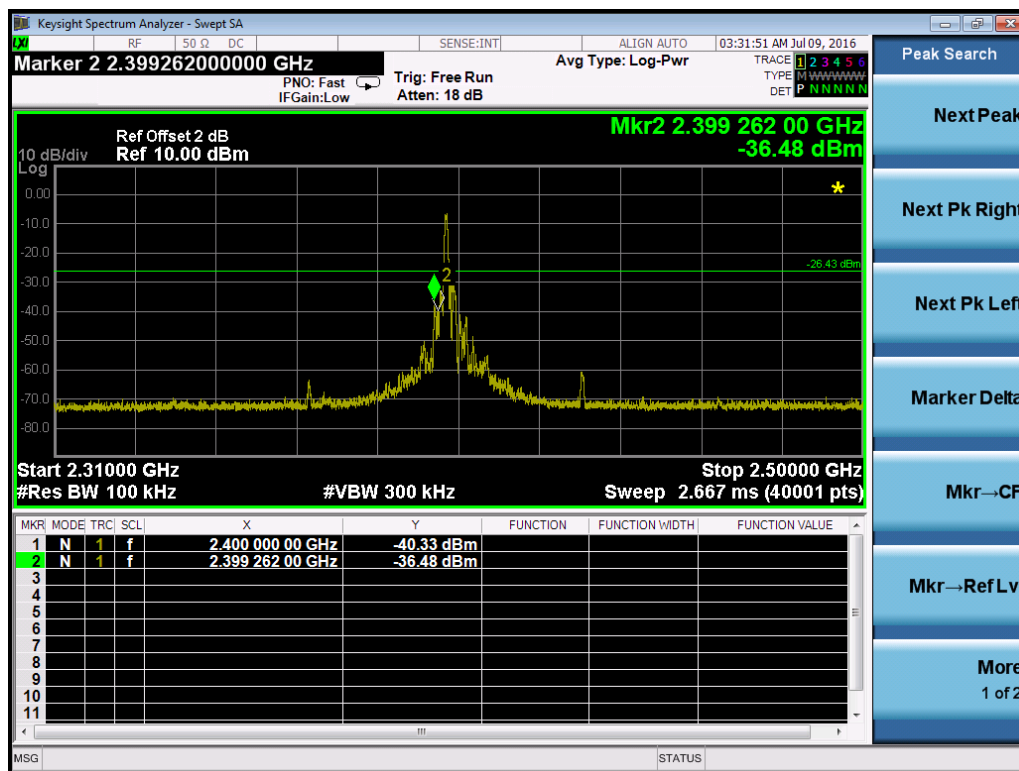 Keysight Spectrum Analyzer - Swept SA
LXI RF 50 Ω DC SENSE:INT ALIGN AUTO 03:31:51 AM Jul 09, 2016
Marker 2 2.399262000000 GHz
PNO: Fast
IFGain:Low
Trig: Free Run
Atten: 18 dB
Avg Type: Log-Pwr
TRACE 1 2 3 4 5 6
TYPE M WWWWW
DET P N N N N N
Mkr2 2.399 262 00 GHz
-36.48 dBm
Ref Offset 2 dB
10 dB/div Ref 10.00 dBm
Log
0.00
-10.0
-20.0
-30.0
-40.0
-50.0
-60.0
-70.0
-80.0
*
-26.43 dBm
2
Start 2.31000 GHz Stop 2.50000 GHz
#Res BW 100 kHz #VBW 300 kHz Sweep 2.667 ms (40001 pts)
MKR MODE TRC SCL X Y FUNCTION FUNCTION WIDTH FUNCTION VALUE
1 N 1 f 2.400 000 00 GHz -40.33 dBm
2 N 1 f 2.399 262 00 GHz -36.48 dBm
3
4
5
6
7
8
9
10
11
MSG STATUS
Peak Search
Next Peak
Next Pk Right
Next Pk Left
Marker Delta
Mkr→CF
Mkr→Ref Lv
More
1 of 2